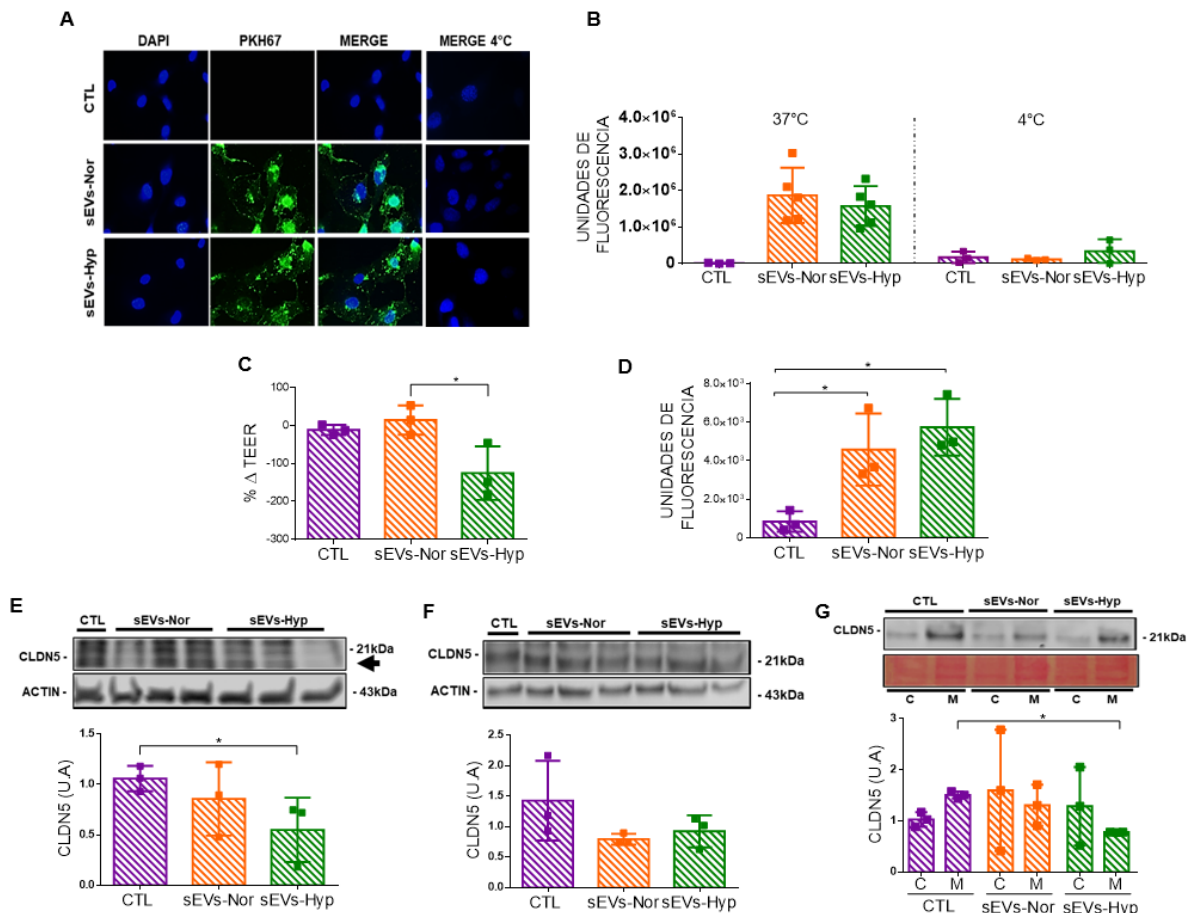 A
DAPI PKH67 MERGE MERGE 4°C
CTL
sEVs-Nor
sEVs-Hyp
B
UNIDADES DE
FLUORESCENCIA
4.0×10⁶
4.0×10⁶
3.0×10⁶
2.0×10⁶
1.0×10⁶
0
37°C 4°C
CTL sEVs-Nor sEVs-Hyp CTL sEVs-Nor sEVs-Hyp
C
% Δ TEER
100
0
-100
-200
-300
*
CTL sEVs-Nor sEVs-Hyp
D
UNIDADES DE
FLUORESCENCIA
8.0×10³
6.0×10³
4.0×10³
2.0×10³
0
*
*
CTL sEVs-Nor sEVs-Hyp
E
CTL sEVs-Nor sEVs-Hyp
CLDN5 - - 21kDa
ACTIN - - 43kDa
CLDN5 (U.A)
1.5
1.0
0.5
0.0
*
CTL sEVs-Nor sEVs-Hyp
F
CTL sEVs-Nor sEVs-Hyp
CLDN5 - - 21kDa
ACTIN - - 43kDa
CLDN5 (U.A)
2.5
2.0
1.5
1.0
0.5
0.0
CTL sEVs-Nor sEVs-Hyp
G
CTL sEVs-Nor sEVs-Hyp
CLDN5 - - 21kDa
C M C M C M
CLDN5 (U.A)
3
2
1
0
*
C M C M C M
CTL sEVs-Nor sEVs-Hyp